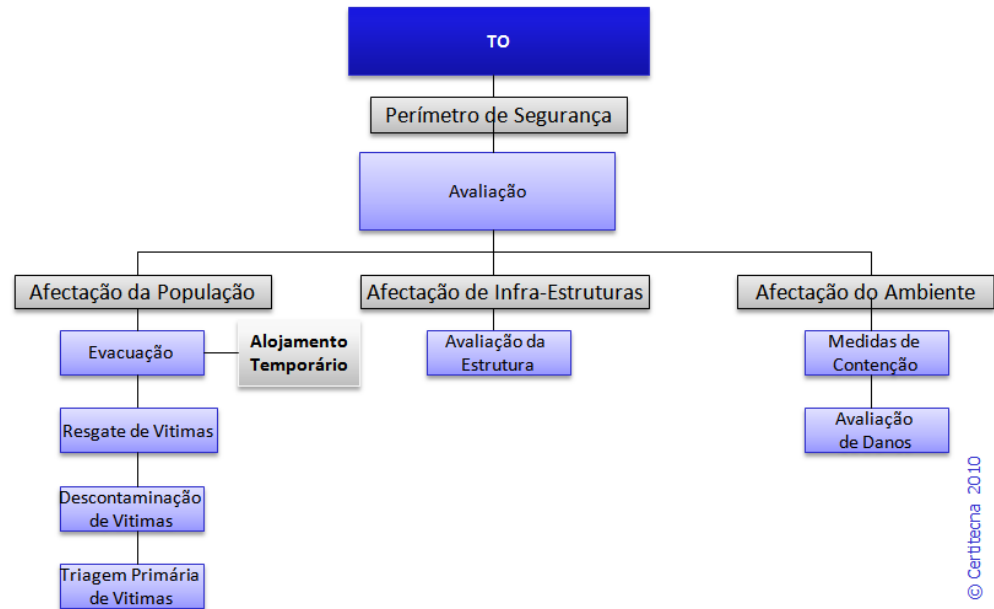 TO
Perímetro de Segurança
Avaliação
Afectação da População
Afectação de Infra-Estruturas
Afectação do Ambiente
Evacuação
Alojamento
Temporário
Avaliação da
Estrutura
Medidas de
Contenção
Resgate de Vitimas
Avaliação
de Danos
Descontaminação
de Vitimas
Triagem Primária
de Vitimas
© Certitecna 2010